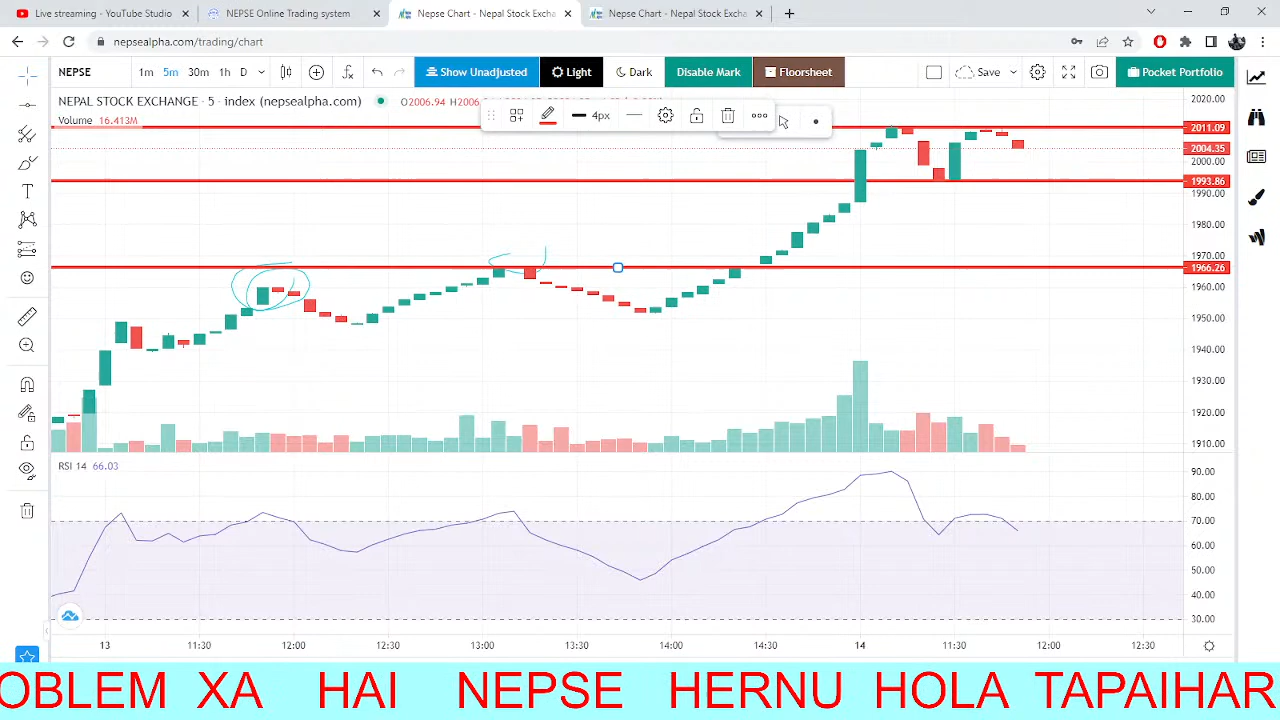 Live streaming - YouTube Studio
NEPSE Online Trading system
Nepse Chart - Nepal Stock Excha
Nepse Chart - Nepal Stock Excha
nepsealpha.com/trading/chart
NEPSE 1m 5m 30m 1h D Show Unadjusted Light Dark Disable Mark Floorsheet Save Pocket Portfolio
NEPAL STOCK EXCHANGE · 5 · index (nepsealpha.com) O2006.94
4px
Volume 16.413M
2020.00
2011.09
2004.35
2000.00
1993.86
1990.00
1980.00
1970.00
1966.26
1960.00
1950.00
1940.00
1930.00
1920.00
1910.00
RSI 14 66.03
90.00
80.00
70.00
60.00
50.00
40.00
30.00
13 11:30 12:00 12:30 13:00 13:30 14:00 14:30 14 11:30 12:00 12:30
OBLEM XA HAI NEPSE HERNU HOLA TAPAIHAR